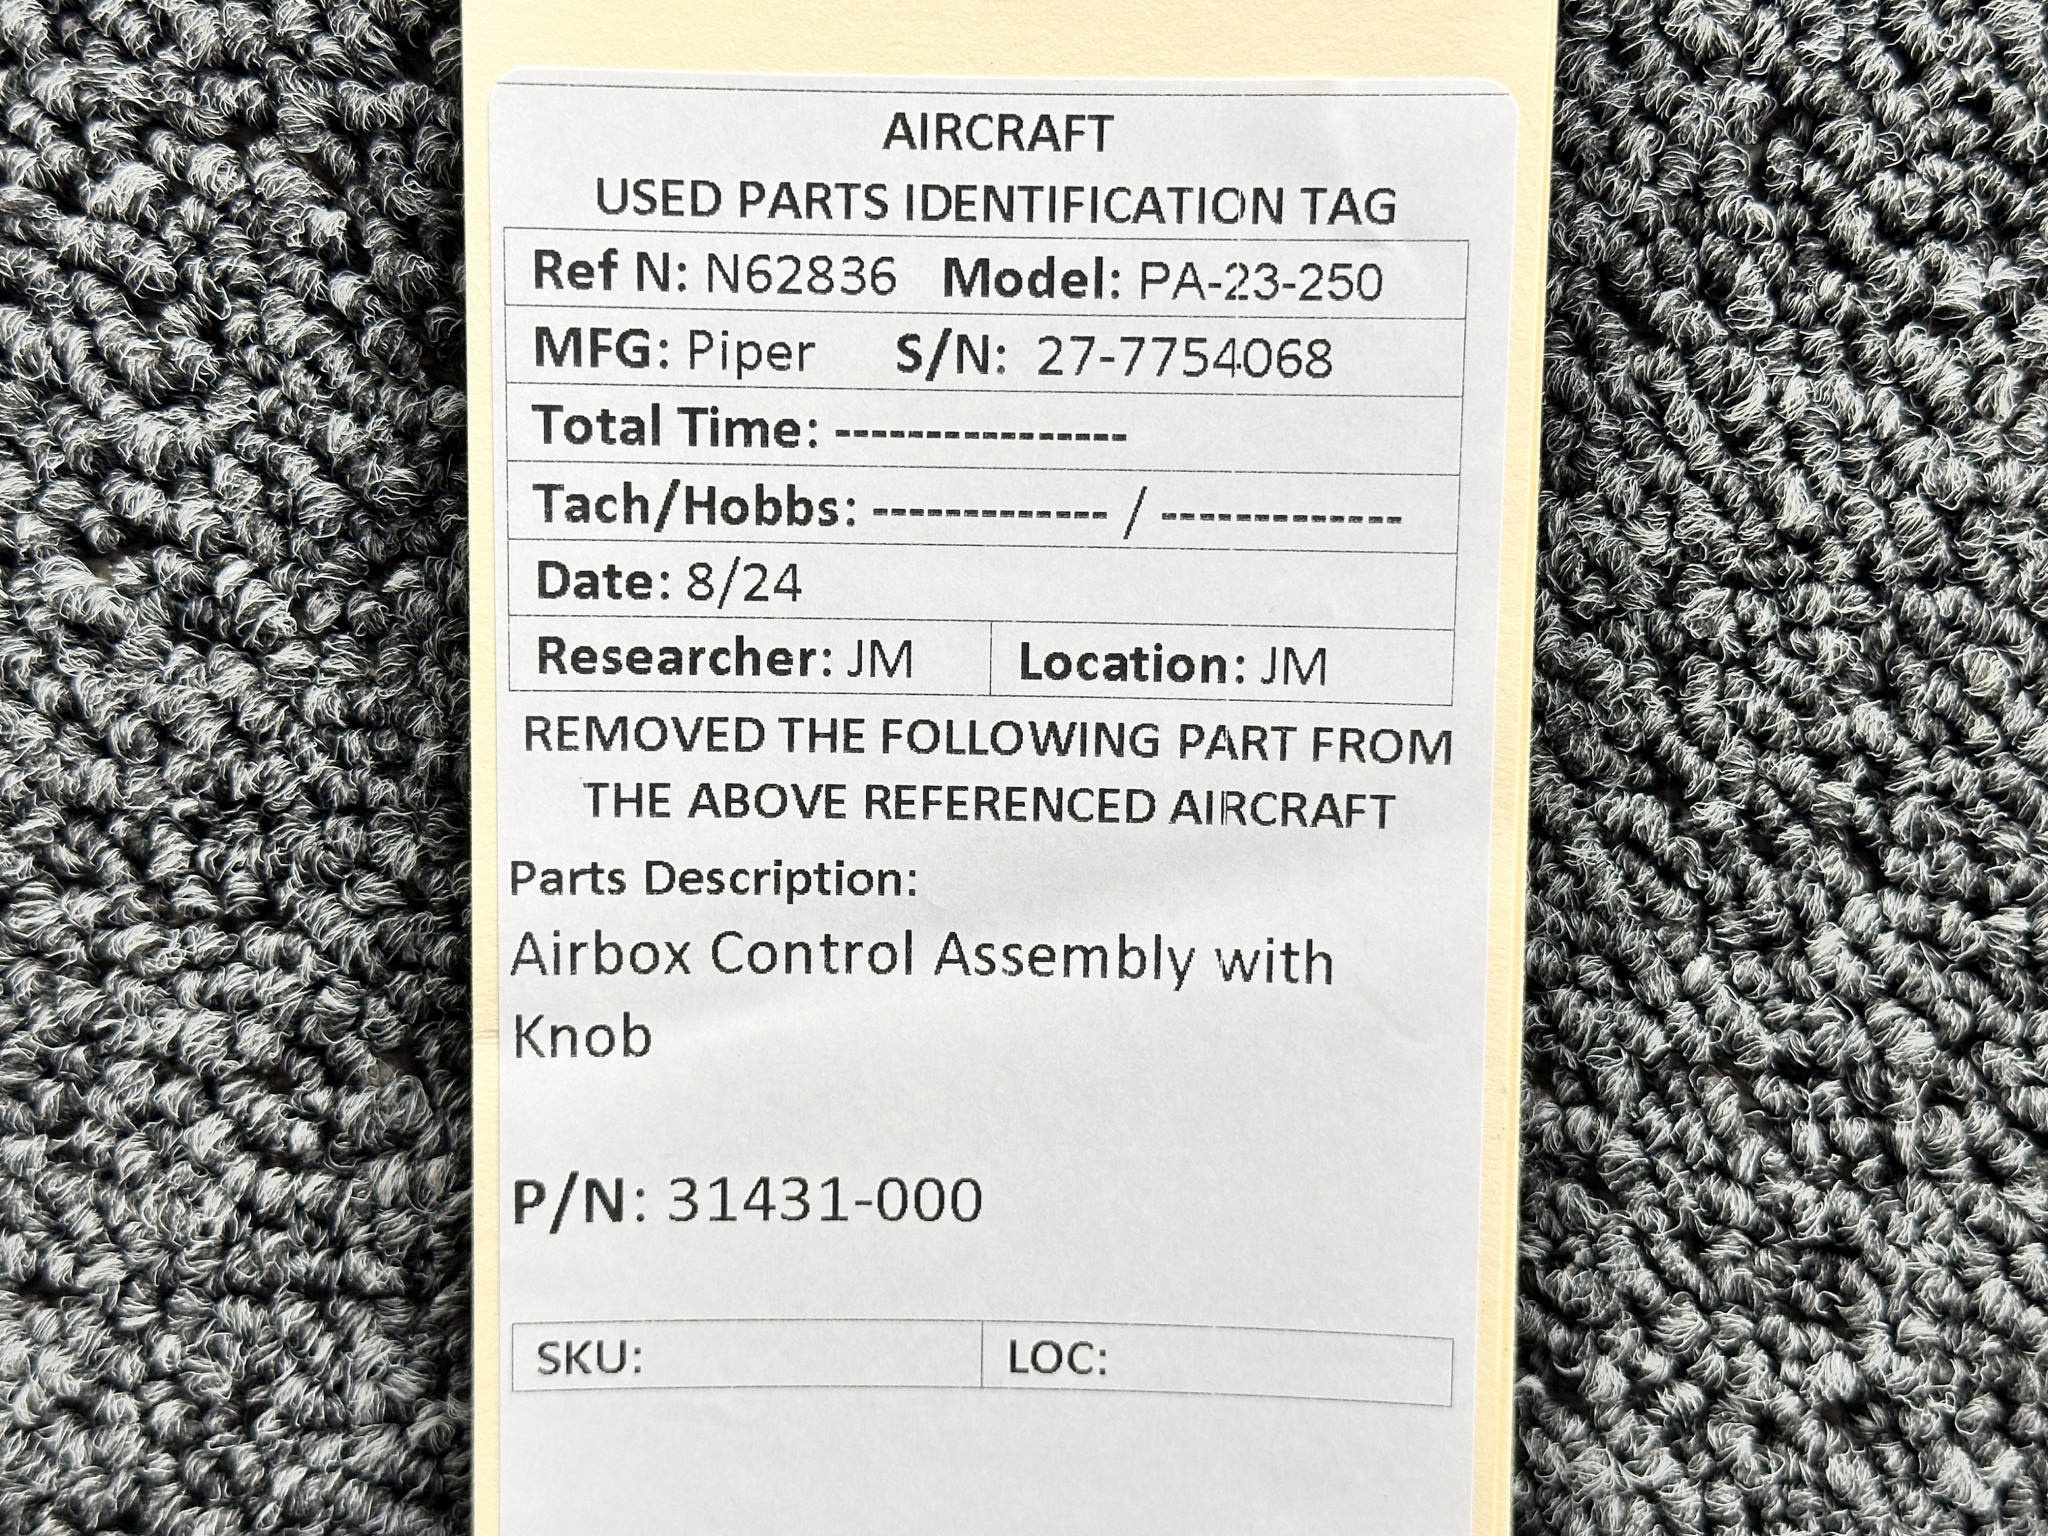 AIRCRAFT
USED PARTS IDENTIFICATION TAG
Ref N: N62836 Model: PA-23-250
MFG: Piper S/N: 27-7754068
Total Time: ----------------
Tach/Hobbs: ------------- / -------------
Date: 8/24
Researcher: JM Location: JM
REMOVED THE FOLLOWING PART FROM
THE ABOVE REFERENCED AIRCRAFT
Parts Description:
Airbox Control Assembly with
Knob
P/N: 31431-000
SKU: LOC: